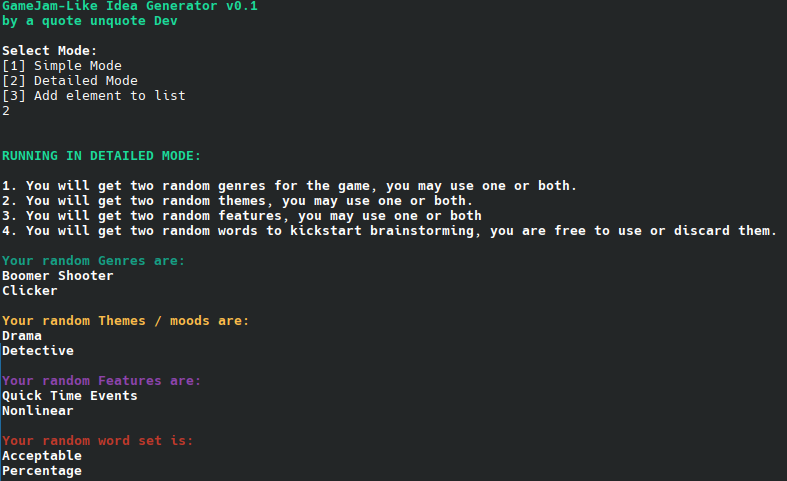 GameJam-Like Idea Generator v0.1
by a quote unquote Dev
Select Mode:
[1] Simple Mode
[2] Detailed Mode
[3] Add element to list
2
RUNNING IN DETAILED MODE:
1. You will get two random genres for the game, you may use one or both.
2. You will get two random themes, you may use one or both.
3. You will get two random features, you may use one or both
4. You will get two random words to kickstart brainstorming, you are free to use or discard them.
Your random Genres are:
Boomer Shooter
Clicker
Your random Themes / moods are:
Drama
Detective
Your random Features are:
Quick Time Events
Nonlinear
Your random word set is:
Acceptable
Percentage